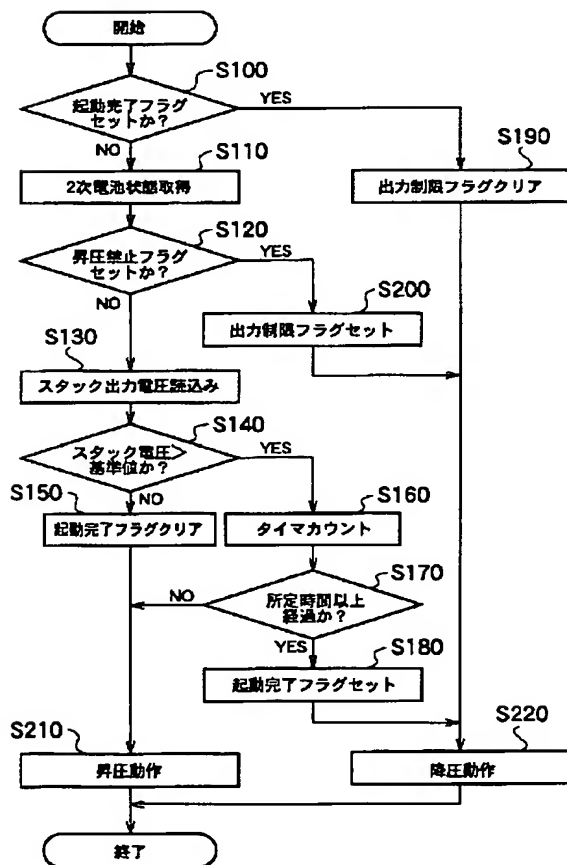 開始
S100
起動完了フラグ
セットか?
YES
NO
S110
S190
2次電池状態取得
出力制限フラグクリア
S120
昇圧禁止フラグ
セットか?
YES
NO
S200
出力制限フラグセット
S130
スタック出力電圧読込み
S140
スタック電圧>
基準値か?
YES
S150
NO
S160
起動完了フラグクリア
タイマカウント
S170
NO
所定時間以上
経過か?
YES
S180
起動完了フラグセット
S210
S220
昇圧動作
降圧動作
終了